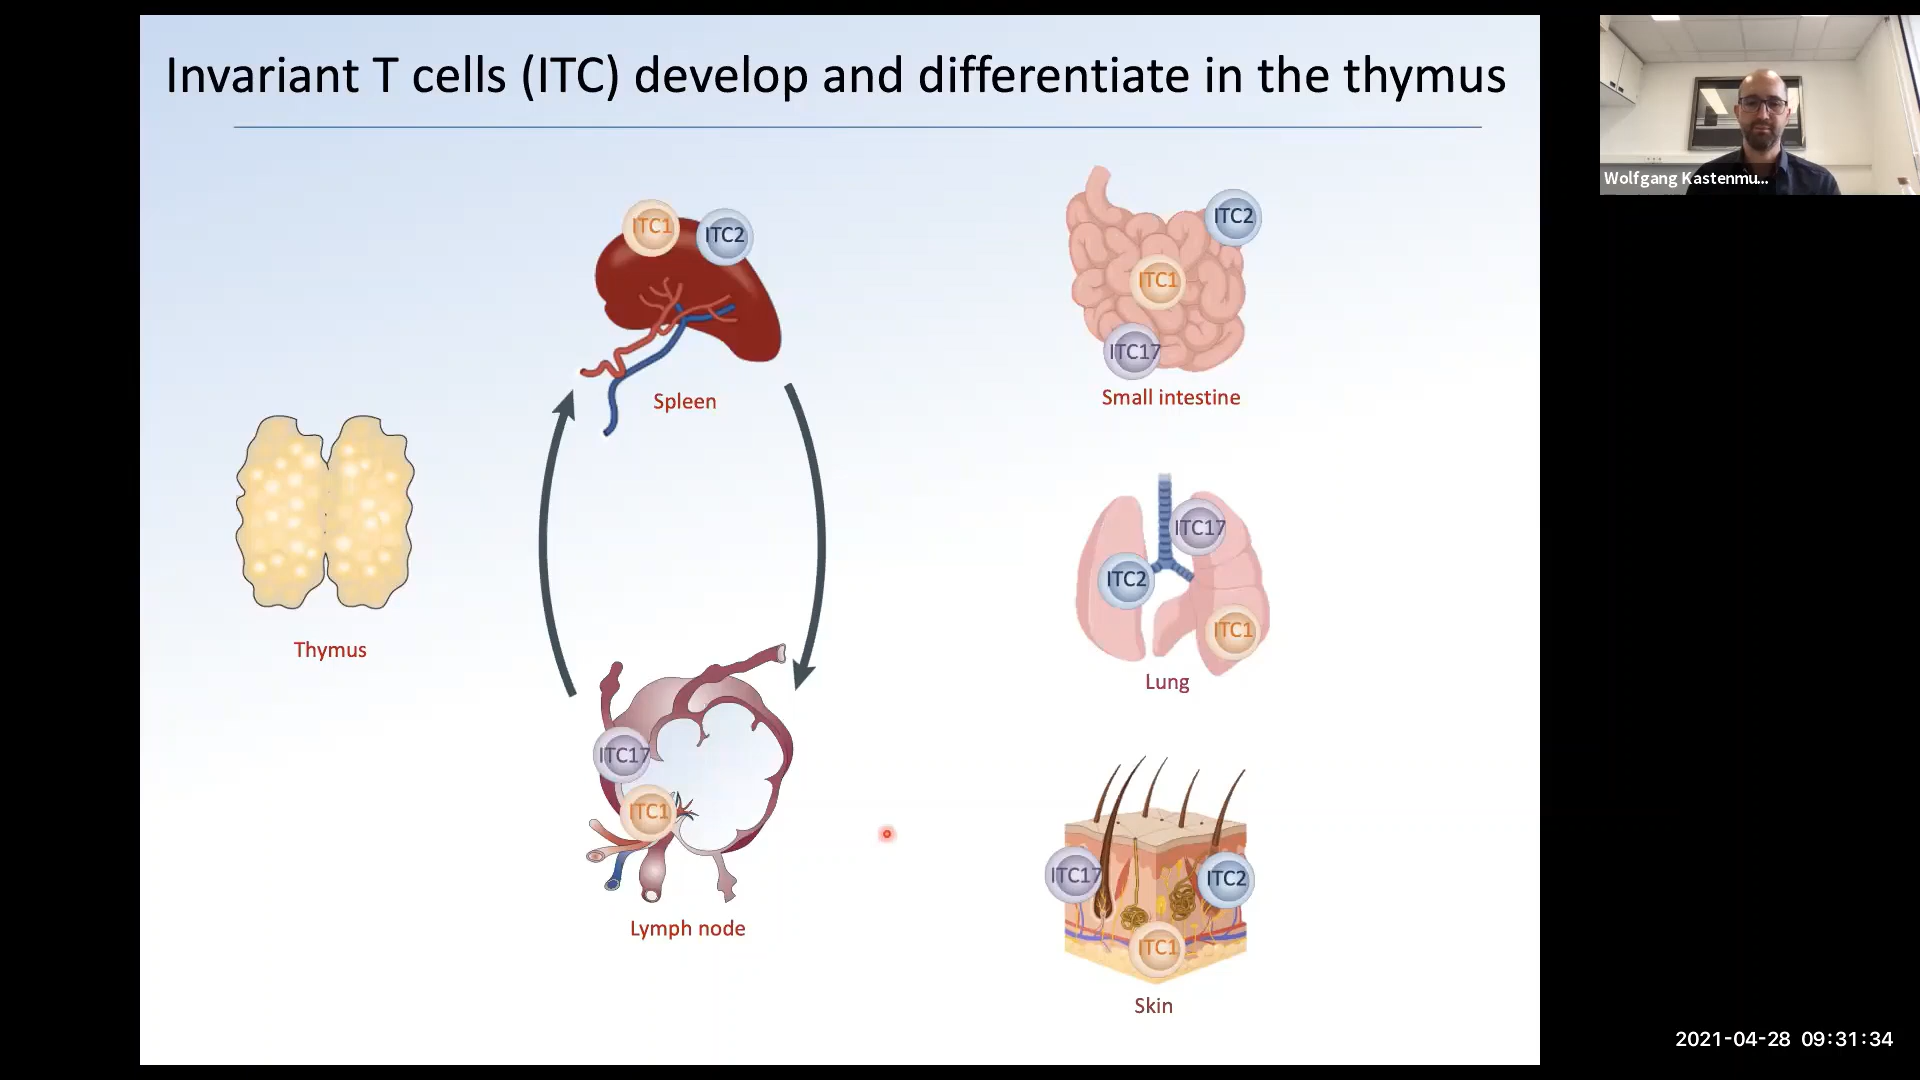 Invariant T cells (ITC) develop and differentiate in the thymus
Wolfgang Kastenmu...
ITC1
ITC2
Spleen
ITC2
ITC1
ITC17
Small intestine
Thymus
ITC17
ITC2
ITC1
Lung
ITC17
ITC1
Lymph node
ITC17
ITC2
ITC1
Skin
2021-04-28 09:31:34